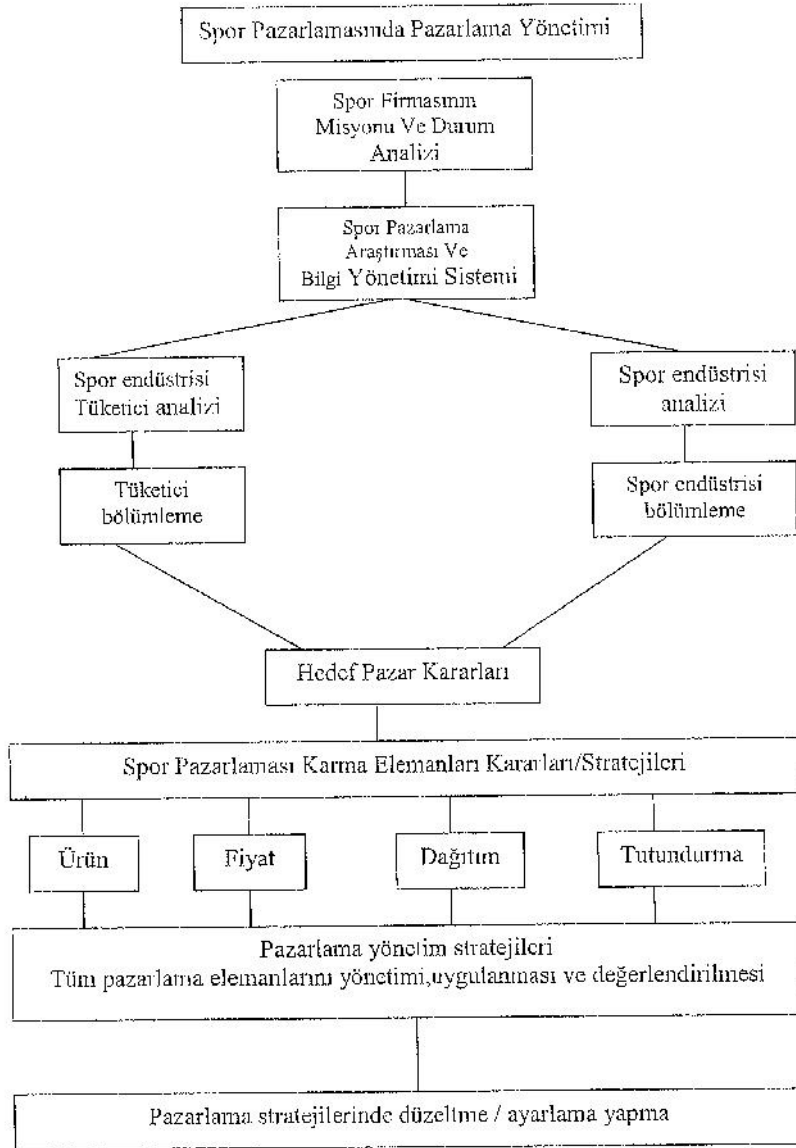 Spor Pazarlamasında Pazarlama Yönetimi
Spor Firmasının
Misyonu Ve Durum
Analizi
Spor Pazarlama
Araştırması Ve
Bilgi Yönetimi Sistemi
Spor endüstrisi
Tüketici analizi
Spor endüstrisi
analizi
Tüketici
bölümleme
Spor endüstrisi
bölümleme
Hedef Pazar Kararları
Spor Pazarlaması Karma Elemanları Kararları/Stratejileri
Ürün
Fiyat
Dağıtım
Tutundurma
Pazarlama yönetim stratejileri
Tüm pazarlama elemanlarını yönetimi,uygulanması ve değerlendirilmesi
Pazarlama stratejilerinde düzeltme / ayarlama yapma